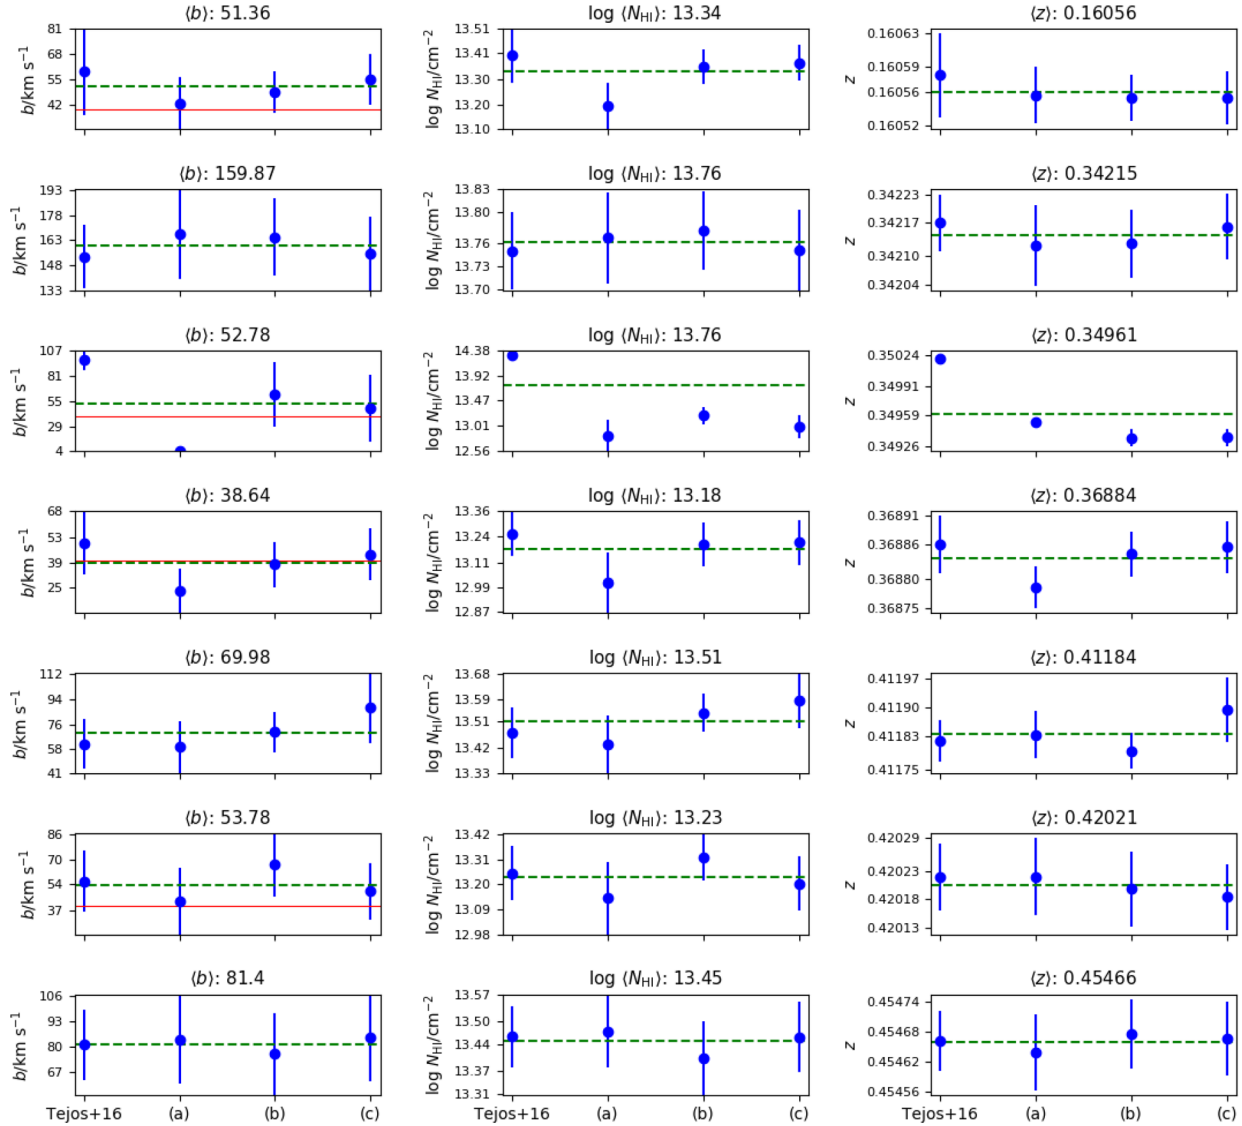 ⟨b⟩: 51.36
log ⟨N_HI⟩: 13.34
⟨z⟩: 0.16056
b/km s⁻¹
81
68
55
42
log N_HI/cm⁻²
13.51
13.41
13.30
13.20
13.10
z
0.16063
0.16059
0.16056
0.16052
⟨b⟩: 159.87
log ⟨N_HI⟩: 13.76
⟨z⟩: 0.34215
b/km s⁻¹
193
178
163
148
133
log N_HI/cm⁻²
13.83
13.80
13.76
13.73
13.70
z
0.34223
0.34217
0.34210
0.34204
⟨b⟩: 52.78
log ⟨N_HI⟩: 13.76
⟨z⟩: 0.34961
b/km s⁻¹
107
81
55
29
4
log N_HI/cm⁻²
14.38
13.92
13.47
13.01
12.56
z
0.35024
0.34991
0.34959
0.34926
⟨b⟩: 38.64
log ⟨N_HI⟩: 13.18
⟨z⟩: 0.36884
b/km s⁻¹
68
53
39
25
log N_HI/cm⁻²
13.36
13.24
13.11
12.99
12.87
z
0.36891
0.36886
0.36880
0.36875
⟨b⟩: 69.98
log ⟨N_HI⟩: 13.51
⟨z⟩: 0.41184
b/km s⁻¹
112
94
76
58
41
log N_HI/cm⁻²
13.68
13.59
13.51
13.42
13.33
z
0.41197
0.41190
0.41183
0.41175
⟨b⟩: 53.78
log ⟨N_HI⟩: 13.23
⟨z⟩: 0.42021
b/km s⁻¹
86
70
54
37
log N_HI/cm⁻²
13.42
13.31
13.20
13.09
12.98
z
0.42029
0.42023
0.42018
0.42013
⟨b⟩: 81.4
log ⟨N_HI⟩: 13.45
⟨z⟩: 0.45466
b/km s⁻¹
106
93
80
67
log N_HI/cm⁻²
13.57
13.50
13.44
13.37
13.31
z
0.45474
0.45468
0.45462
0.45456
Tejos+16 (a) (b) (c)
Tejos+16 (a) (b) (c)
Tejos+16 (a) (b) (c)